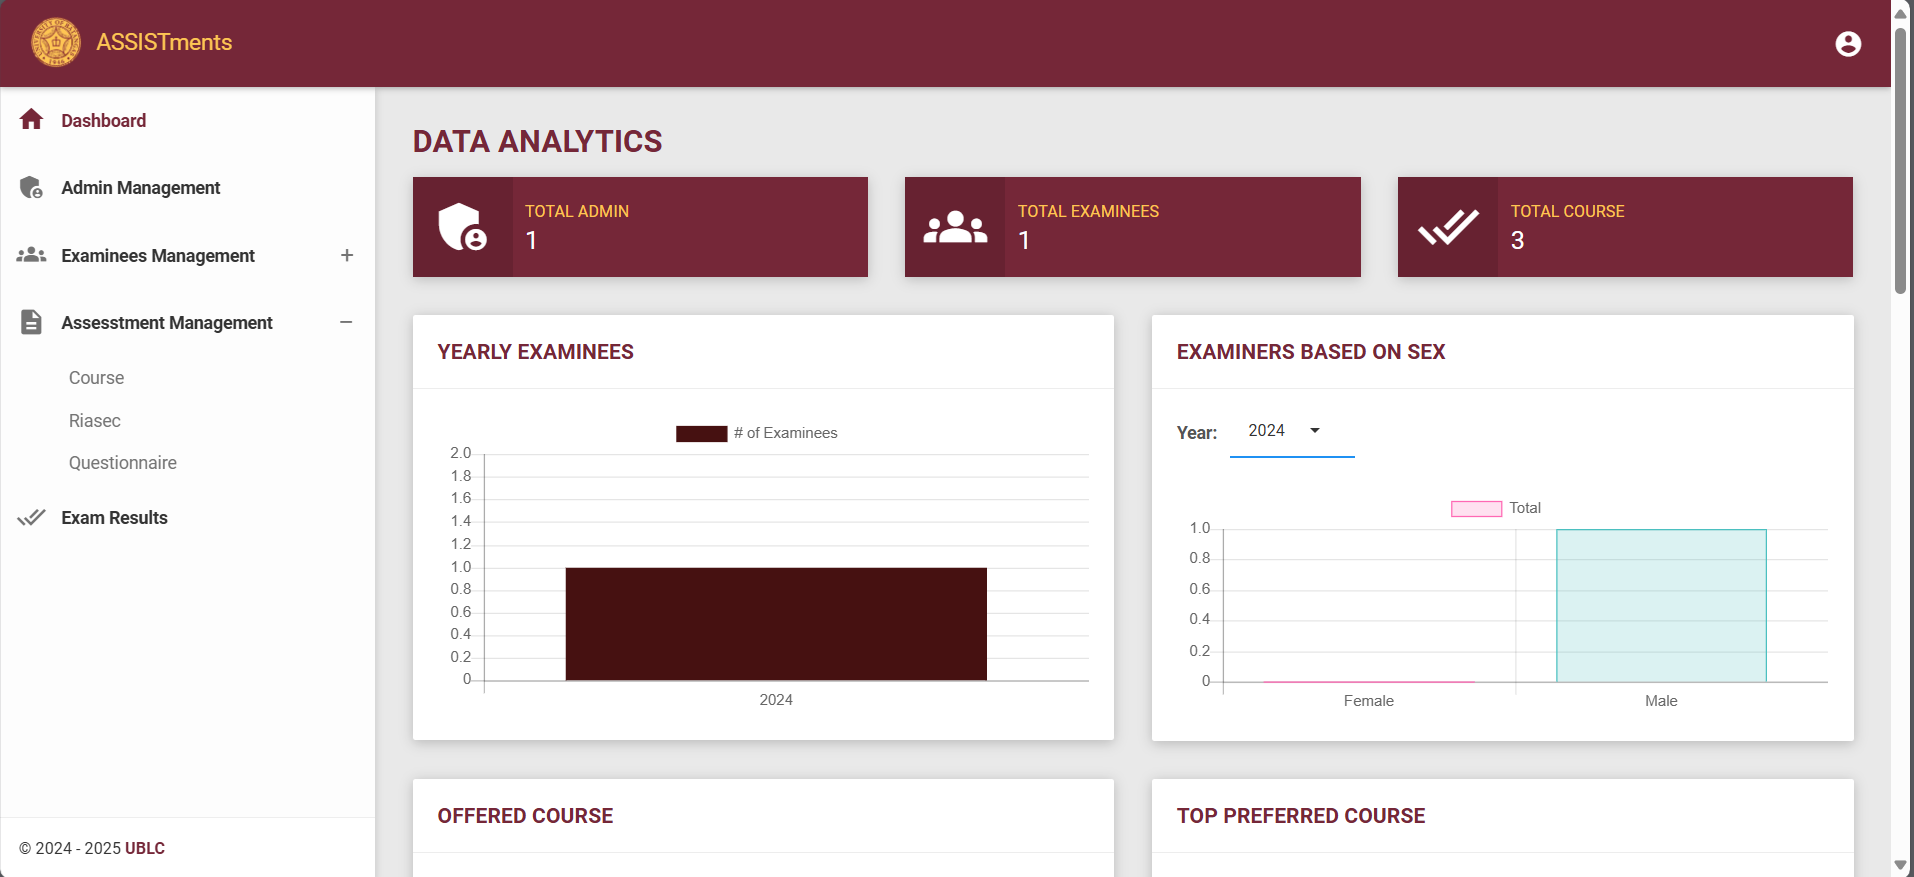 ASSISTments
Dashboard
Admin Management
Examinees Management
Assesstment Management
Course
Riasec
Questionnaire
Exam Results
© 2024 - 2025 UBLC
DATA ANALYTICS
TOTAL ADMIN
1
TOTAL EXAMINEES
1
TOTAL COURSE
3
YEARLY EXAMINEES
# of Examinees
2.0
1.8
1.6
1.4
1.2
1.0
0.8
0.6
0.4
0.2
0
2024
EXAMINERS BASED ON SEX
Year: 2024
Total
1.0
0.8
0.6
0.4
0.2
0
Female Male
OFFERED COURSE
TOP PREFERRED COURSE